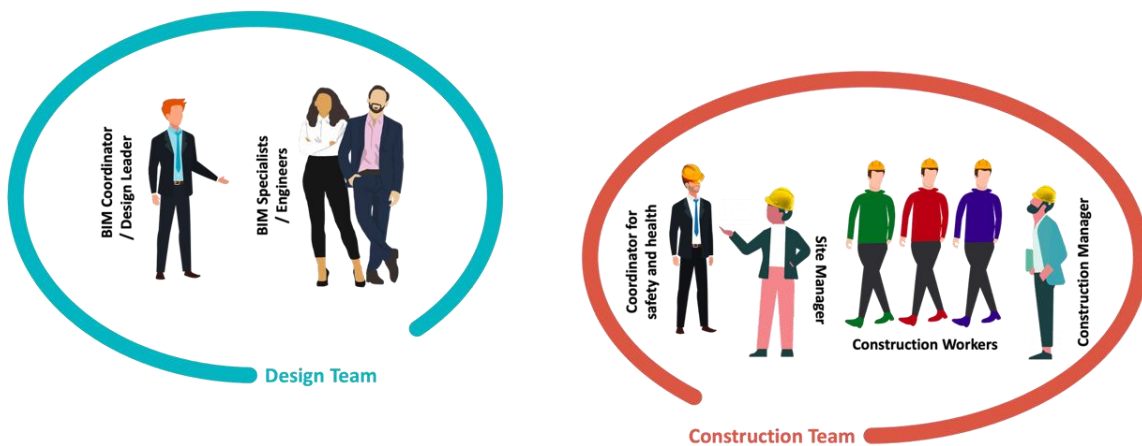 BIM Coordinator
/ Design Leader
BIM Specialists
/ Engineers
Design Team
Coordinator for
safety and health
Site Manager
Construction Workers
Construction Manager
Construction Team